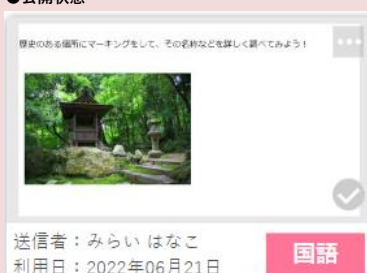 ●公開状態
歴史のある個所にマーキングをして、その名称などを詳しく調べてみよう！
送信者：みらい はなこ
国語
利用日：2022年06月21日